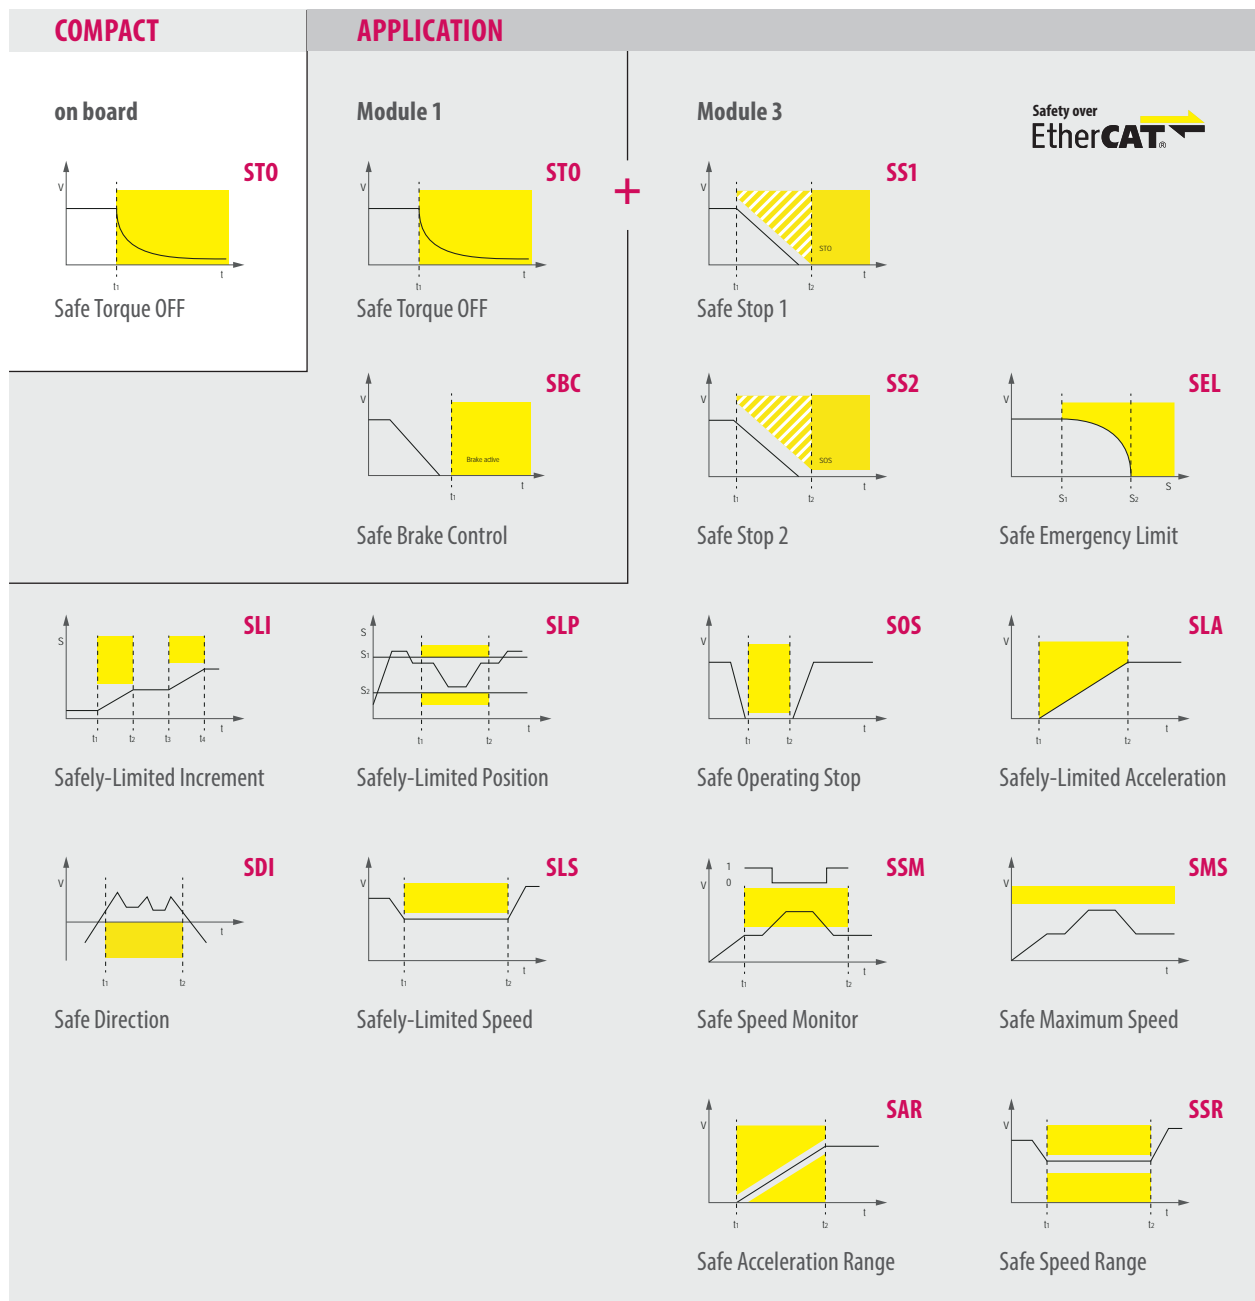 COMPACT
APPLICATION
on board
Module 1
Module 3
Safety over
EtherCAT®
STO
V
t
t1
Safe Torque OFF
STO
V
t
t1
Safe Torque OFF
+
SS1
V
STO
t
t1 t2
Safe Stop 1
SBC
V
Brake active
t
t1
Safe Brake Control
SS2
V
SOS
t
t1 t2
Safe Stop 2
SEL
V
S
S1 S2
Safe Emergency Limit
SLI
S
t
t1 t2 t3 t4
Safely-Limited Increment
SLP
S
S1
S2
t
t1 t2
Safely-Limited Position
SOS
V
t
t1 t2
Safe Operating Stop
SLA
V
t
t1 t2
Safely-Limited Acceleration
SDI
V
t
t1 t2
Safe Direction
SLS
V
t
t1 t2
Safely-Limited Speed
SSM
1
0
V
t
t1 t2
Safe Speed Monitor
SMS
V
t
Safe Maximum Speed
SAR
V
t
t1 t2
Safe Acceleration Range
SSR
V
t
t1 t2
Safe Speed Range